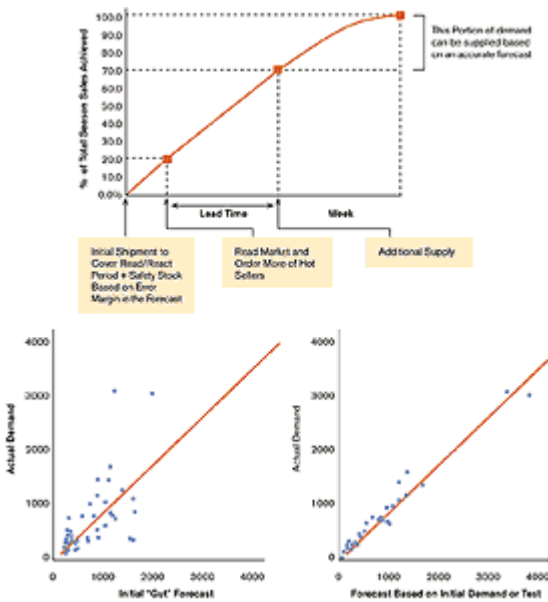 100.0
90.0
80.0
70.0
60.0
50.0
40.0
30.0
20.0
10.0
0.0%
% of Total Season Sales Achieved
This Portion of demand
can be supplied based
on an accurate forecast
Lead Time
Week
Initial Shipment to
Cover Read/React
Period + Safety Stock
Based on Error
Margin in the Forecast
Read Market and
Order More of Hot
Sellers
Additional Supply
4000
3000
2000
1000
0
Actual Demand
0
1000
2000
3000
4000
Initial "Gut" Forecast
4000
3000
2000
1000
0
Actual Demand
0
1000
2000
3000
4000
Forecast Based on Initial Demand or Test